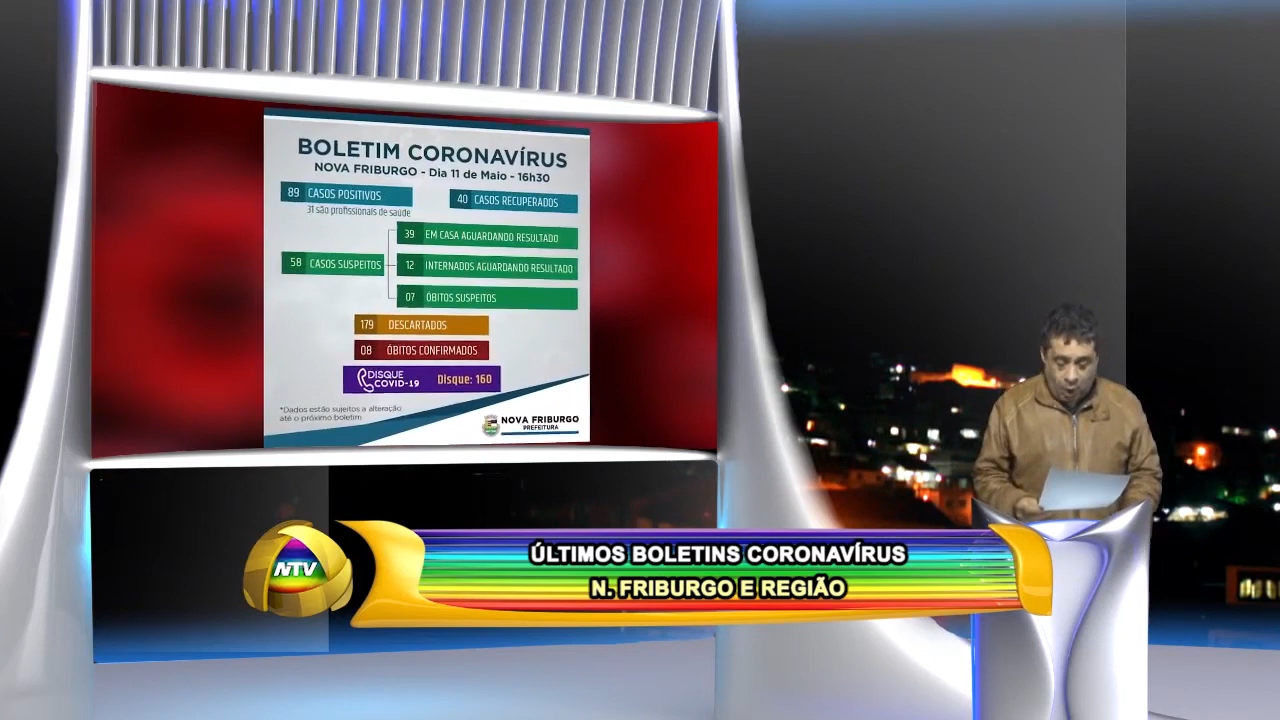 BOLETIM CORONAVÍRUS
NOVA FRIBURGO - Dia 11 de Maio - 16h30
89 CASOS POSITIVOS
31 são profissionais de saúde
40 CASOS RECUPERADOS
58 CASOS SUSPEITOS
39 EM CASA AGUARDANDO RESULTADO
12 INTERNADOS AGUARDANDO RESULTADO
07 ÓBITOS SUSPEITOS
179 DESCARTADOS
08 ÓBITOS CONFIRMADOS
DISQUE
COVID-19
Disque: 160
*Dados estão sujeitos a alteração
até o próximo boletim
NOVA FRIBURGO
PREFEITURA
NTV
ÚLTIMOS BOLETINS CORONAVÍRUS
N. FRIBURGO E REGIÃO